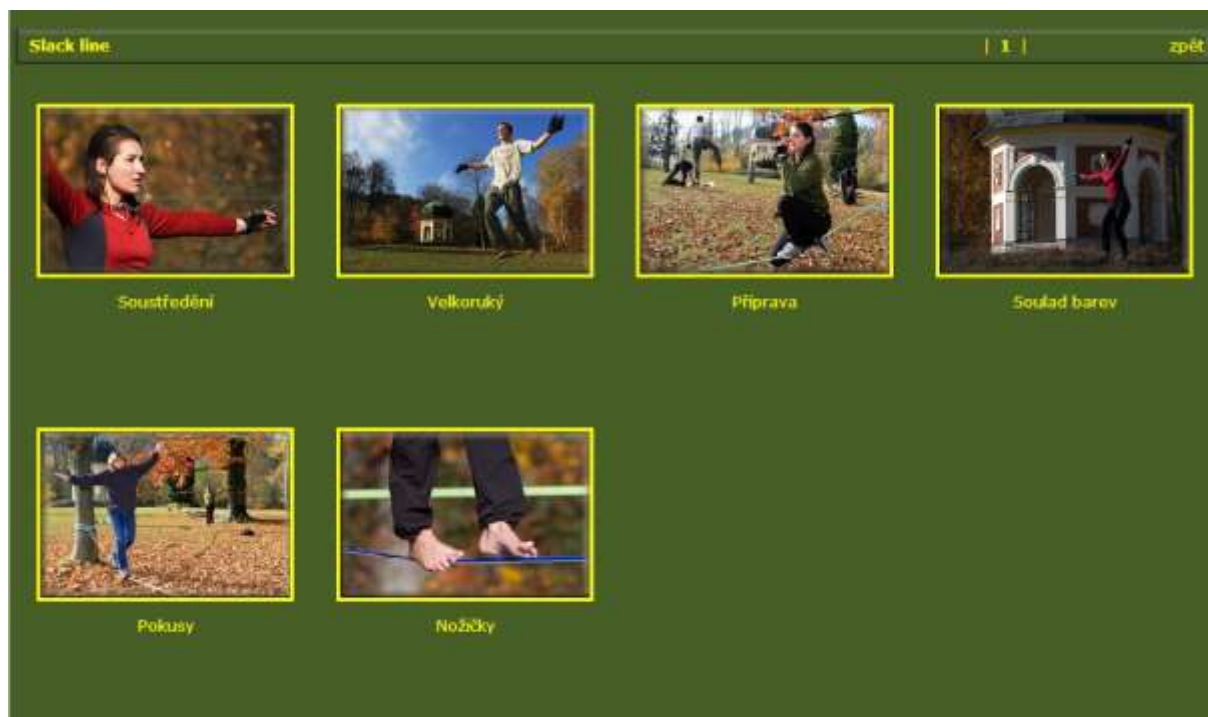 Slack line | 1 | zpět
Soustředění Velkoruký Příprava Soulad barev
Pokusy Nožičky